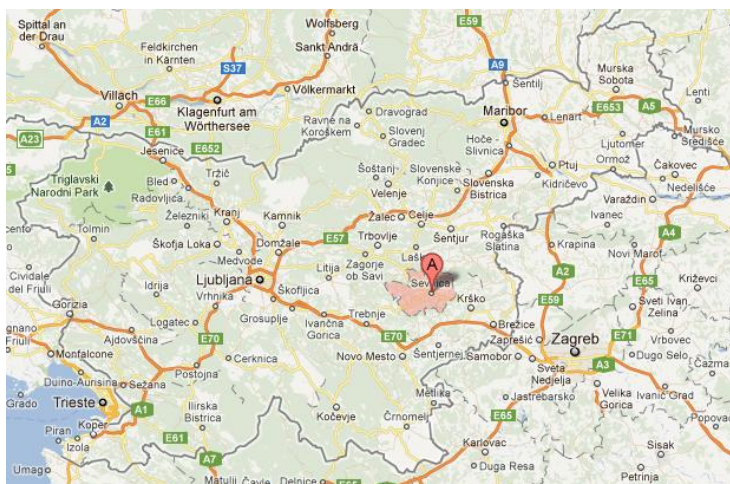 Spittal an
der Drau
Feldkirchen
in Kärnten
S37
Wolfsberg
Sankt Andrä
E59
A9
Šentilj
Murska
Sobota
Lenti
Villach
E66
Klagenfurt am
Wörthersee
Völkermarkt
A2
A23
E61
E652
Jesenice
Ravne na
Koroškem
Dravograd
Slovenj
Gradec
Maribor
Lenart
E653
A5
Hoče -
Slivnica
Ljutomer
Mursko
Središće
Triglavski
Narodni Park
Bled
Tržič
Radovljica
Šoštanj
Velenje
Slovenske
Konjice
Slovenska
Bistrica
Ptuj
Kidričevo
Ormož
Čakovec
Nedelišće
Varaždin
Tolmin
Železniki
Kranj
Kamnik
Škofja Loka
Medvode
Domžale
E57
Žalec
Celje
Trbovlje
Šentjur
Rogaška
Slatina
Ivanec
Krapina
Novi Marof
A4
Cividale
del Friuli
Idrija
Ljubljana
Litija
Zagorje
ob Savi
A
A2
E65
Križevci
Gorizia
Vrhnika
Škofljica
Grosuplje
Ivančna
Gorica
Trebnje
Krško
E59
Sveti Ivan
Zelina
Logatec
Ajdovščina
E70
E70
Brežice
Zaprešić
Zagreb
E71
Vrbovec
Monfalcone
Postojna
Cerknica
Novo Mesto
Šentjernej
Samobor
Sveta
Nedelja
A3
Dugo Selo
Čazma
Duino-Aurisina
Sežana
Grado
Trieste
A1
Ilirska
Bistrica
Kočevje
Črnomelj
Metlika
Jastrebarsko
Velika
Gorica
Ivanić Grad
Piran
Koper
Izola
E61
E65
Karlovac
Popovac
Umag
A7
Matulji
Čavle
Delnice
Duga Resa
Sisak
Petrinja